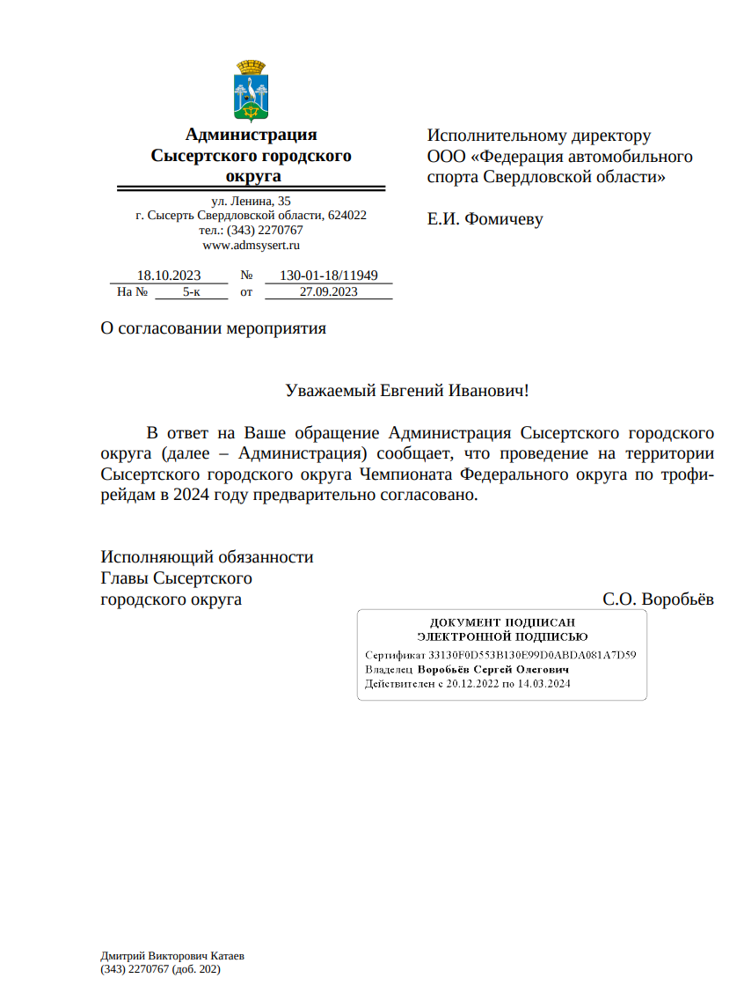 Администрация
Сысертского городского
округа
ул. Ленина, 35
г. Сысерть Свердловской области, 624022
тел.: (343) 2270767
www.admsysert.ru
18.10.2023 № 130-01-18/11949
На № 5-к от 27.09.2023
Исполнительному директору
ООО «Федерация автомобильного
спорта Свердловской области»
Е.И. Фомичеву
О согласовании мероприятия
Уважаемый Евгений Иванович!
В ответ на Ваше обращение Администрация Сысертского городского
округа (далее – Администрация) сообщает, что проведение на территории
Сысертского городского округа Чемпионата Федерального округа по трофи-
рейдам в 2024 году предварительно согласовано.
Исполняющий обязанности
Главы Сысертского
городского округа С.О. Воробьёв
ДОКУМЕНТ ПОДПИСАН
ЭЛЕКТРОННОЙ ПОДПИСЬЮ
Сертификат 33130F0D553B130E99D0ABDA081A7D59
Владелец Воробьёв Сергей Олегович
Действителен с 20.12.2022 по 14.03.2024
Дмитрий Викторович Катаев
(343) 2270767 (доб. 202)